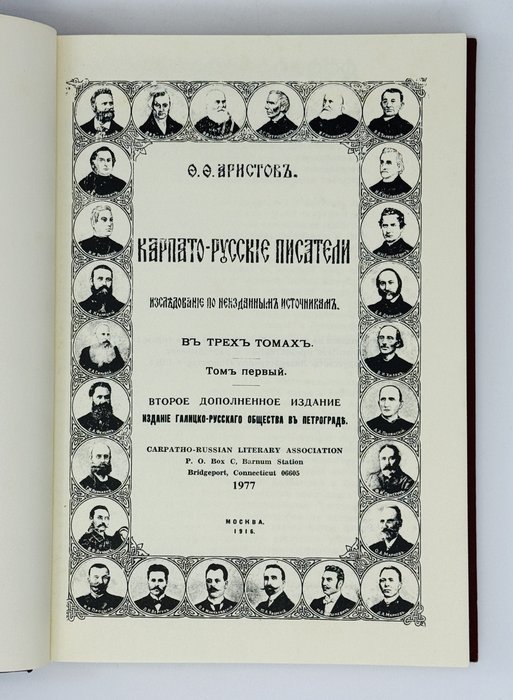 Ѳ. Ѳ. Аристовъ.
Карпато-русскіе писатели
изслѣдованіе по неизданнымъ источникамъ.
Въ трехъ томахъ.
Томъ первый.
ВТОРОЕ ДОПОЛНЕННОЕ ИЗДАНІЕ
ИЗДАНІЕ ГАЛИЦКО-РУССКАГО ОБЩЕСТВА ВЪ ПЕТРОГРАДѢ.
CARPATHO-RUSSIAN LITERARY ASSOCIATION
P. O. Box C, Barnum Station
Bridgeport, Connecticut 06605
1977
МОСКВА.
1916.